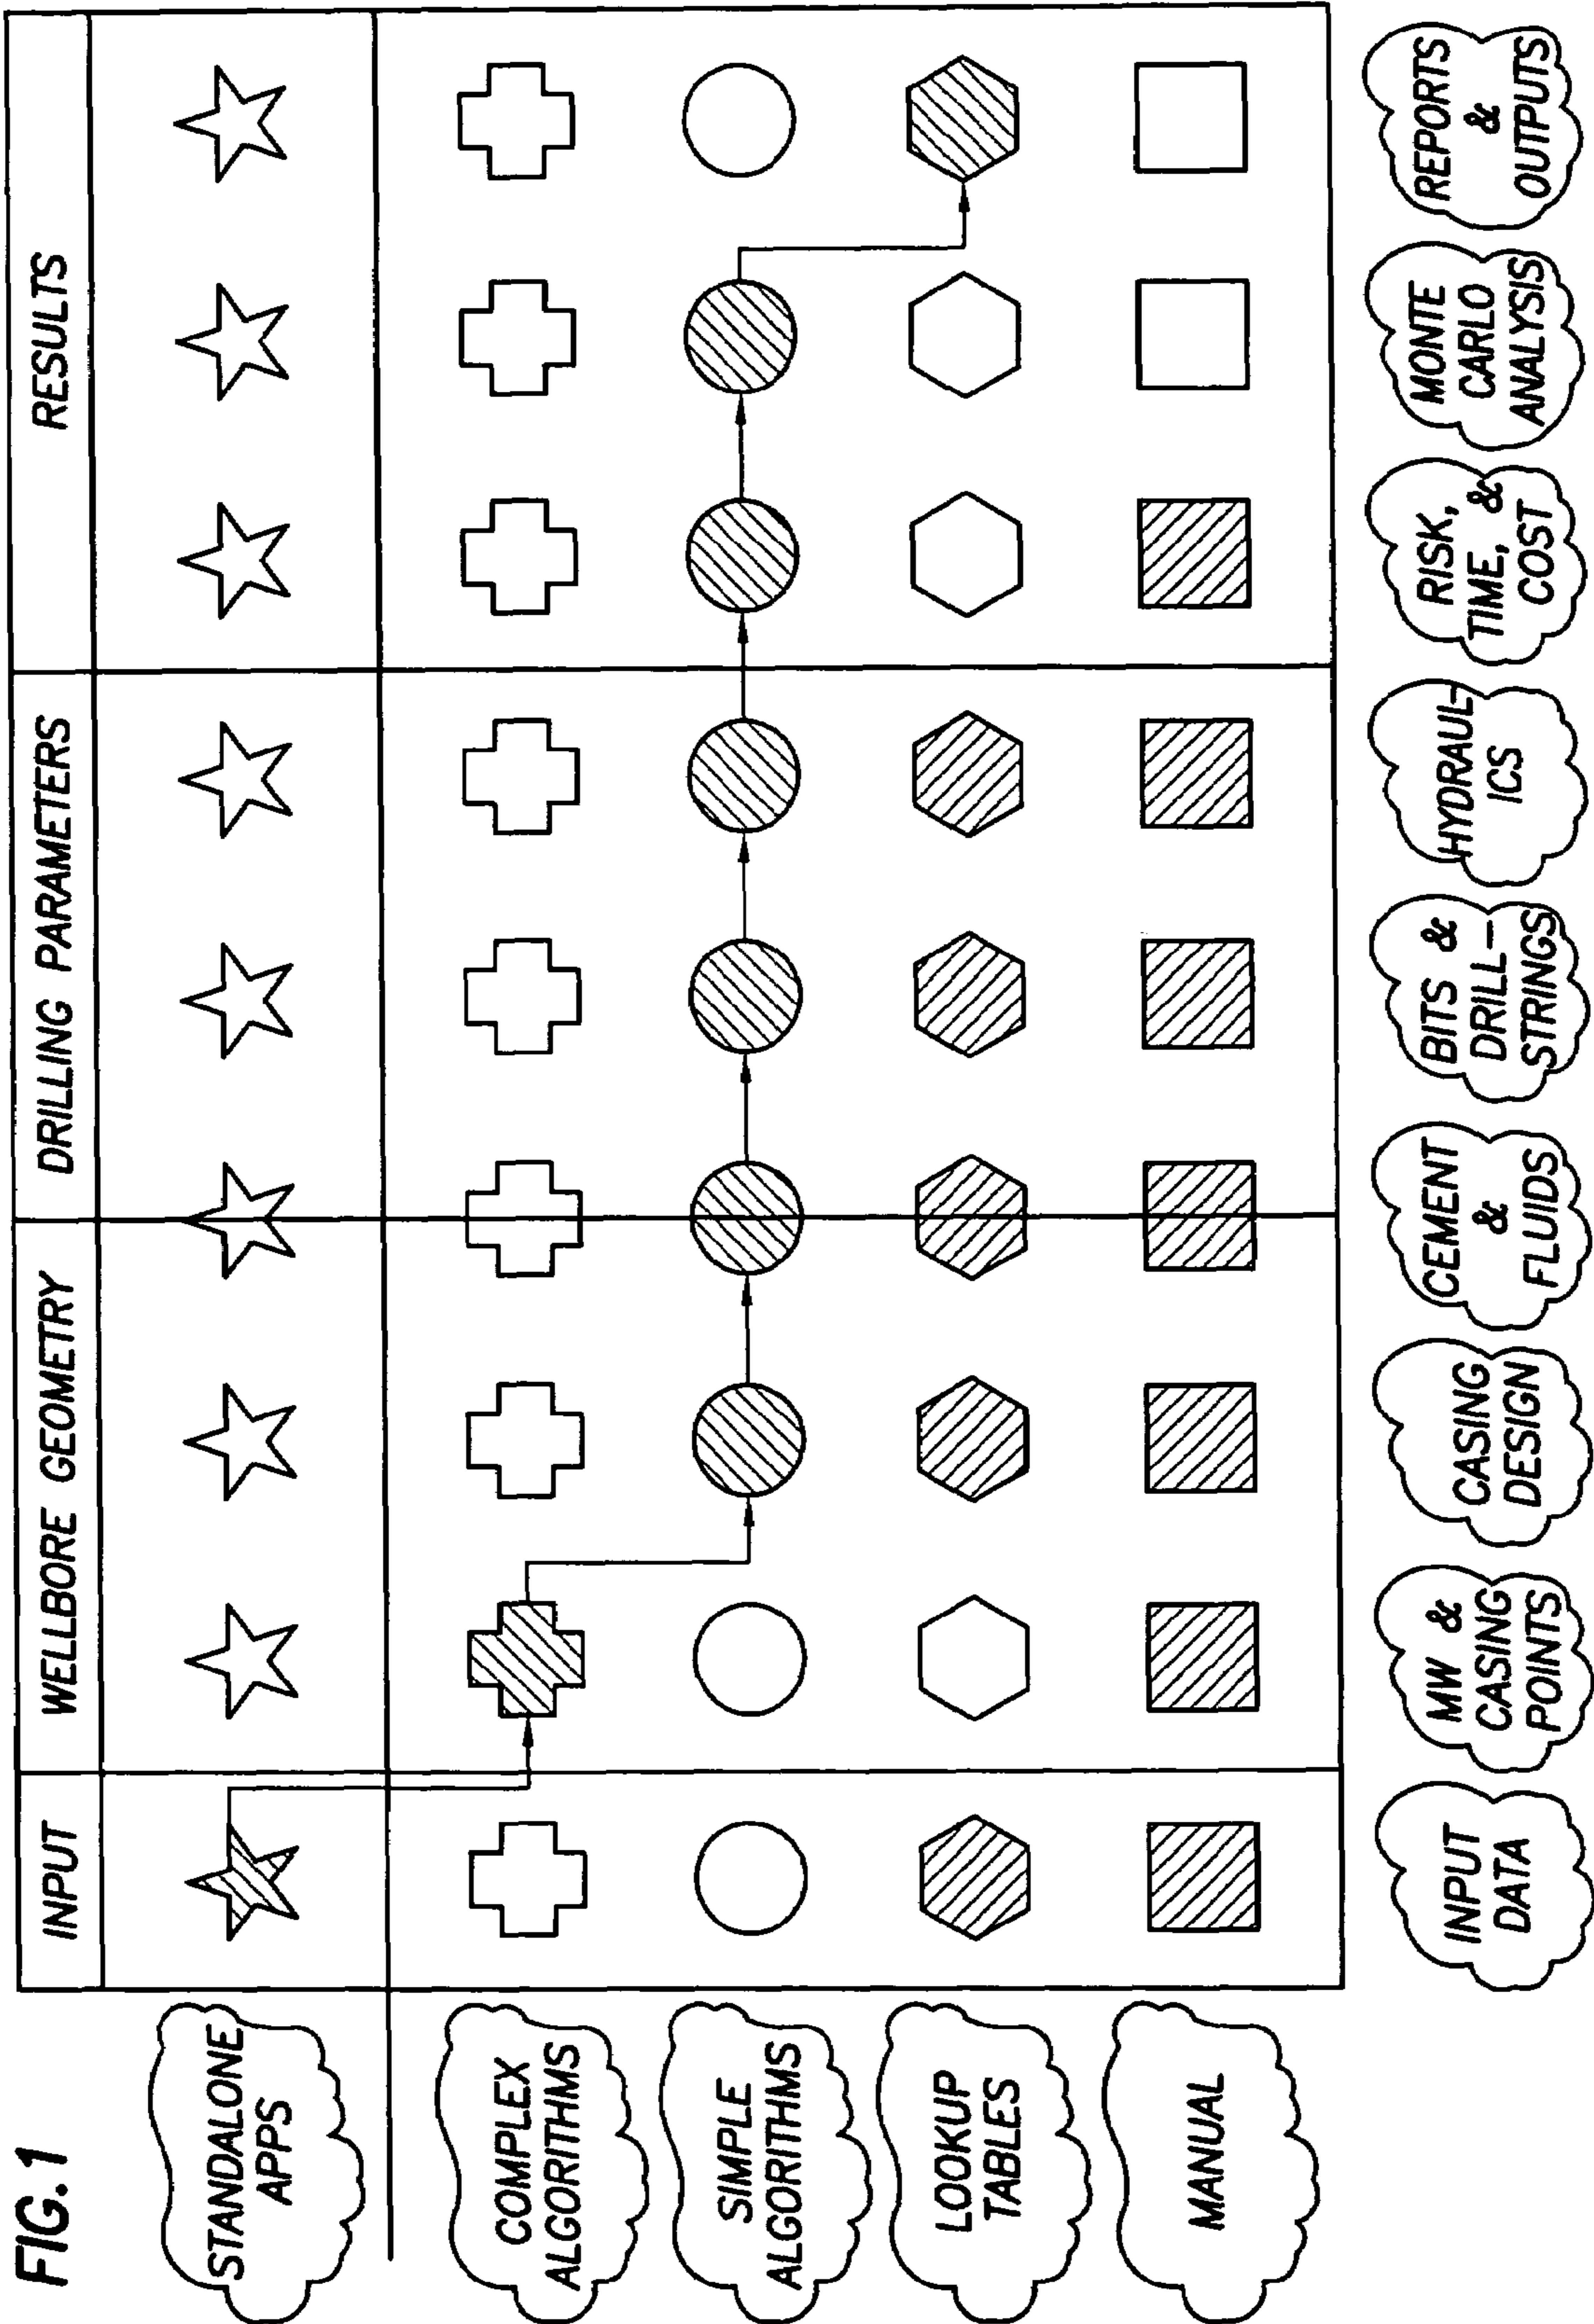 FIG.1
INPUT
WELLBORE GEOMETRY
DRILLING PARAMETERS
RESULTS
STANDALONE
APPS
COMPLEX
ALGORITHMS
SIMPLE
ALGORITHMS
LOOKUP
TABLES
MANUAL
INPUT
DATA
MW &
CASING
POINTS
CASING
DESIGN
CEMENT
&
FLUIDS
BITS &
DRILL-
STRINGS
HYDRAUL-
ICS
RISK,
TIME, &
COST
MONTE
CARLO
ANALYSIS
REPORTS
&
OUTPUTS